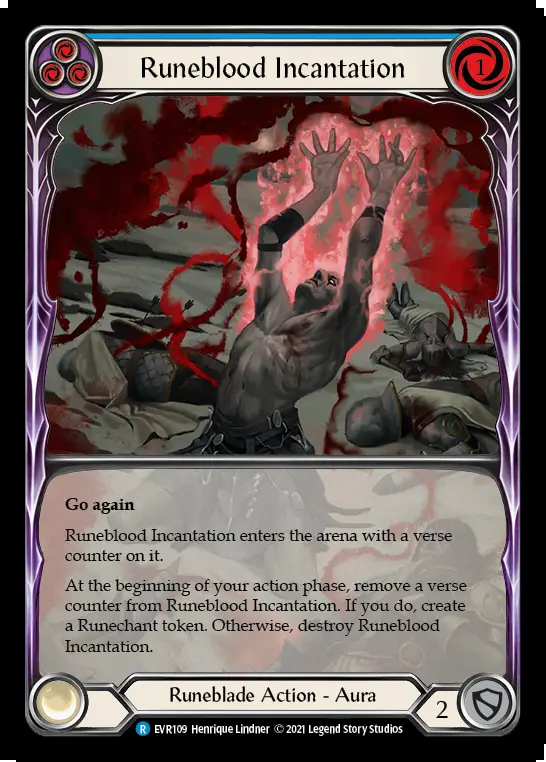 Runeblood Incantation
1
Go again
Runeblood Incantation enters the arena with a verse
counter on it.
At the beginning of your action phase, remove a verse
counter from Runeblood Incantation. If you do, create
a Runechant token. Otherwise, destroy Runeblood
Incantation.
Runeblade Action - Aura
2
R EVR109 Henrique Lindner © 2021 Legend Story Studios